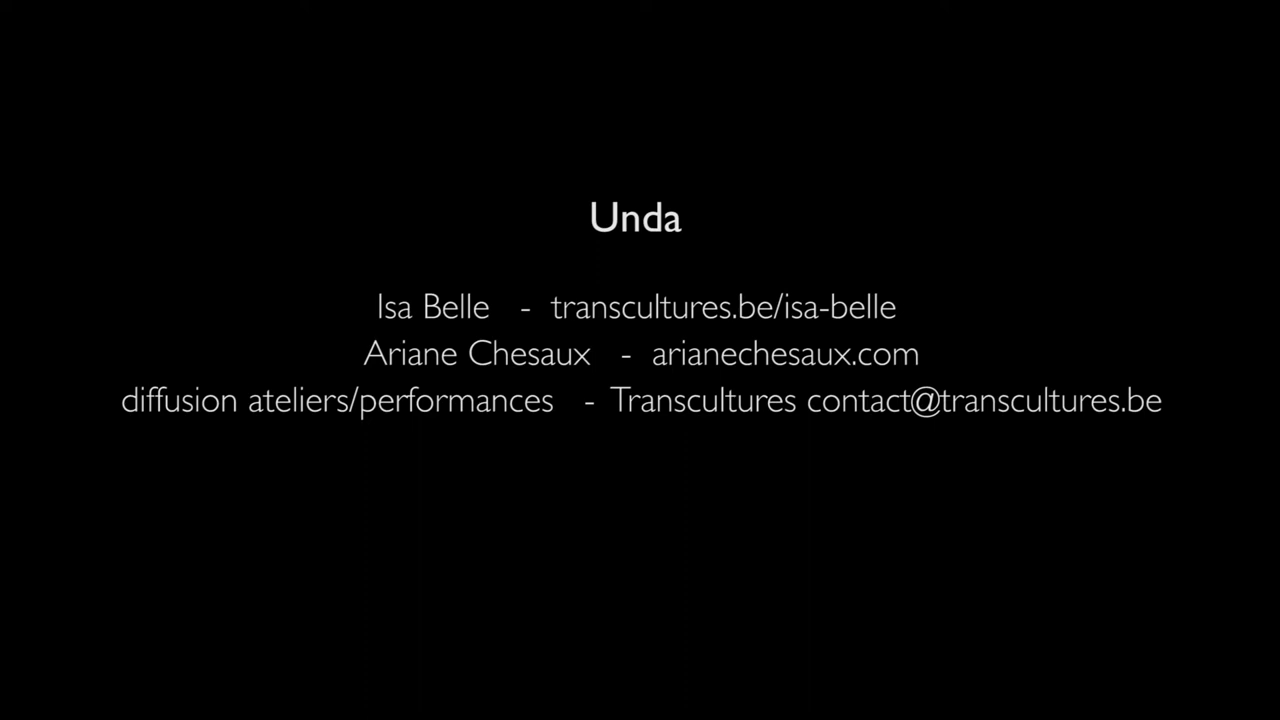 Unda
Isa Belle - transcultures.be/isa-belle
Ariane Chesaux - arianechesaux.com
diffusion ateliers/performances - Transcultures contact@transcultures.be